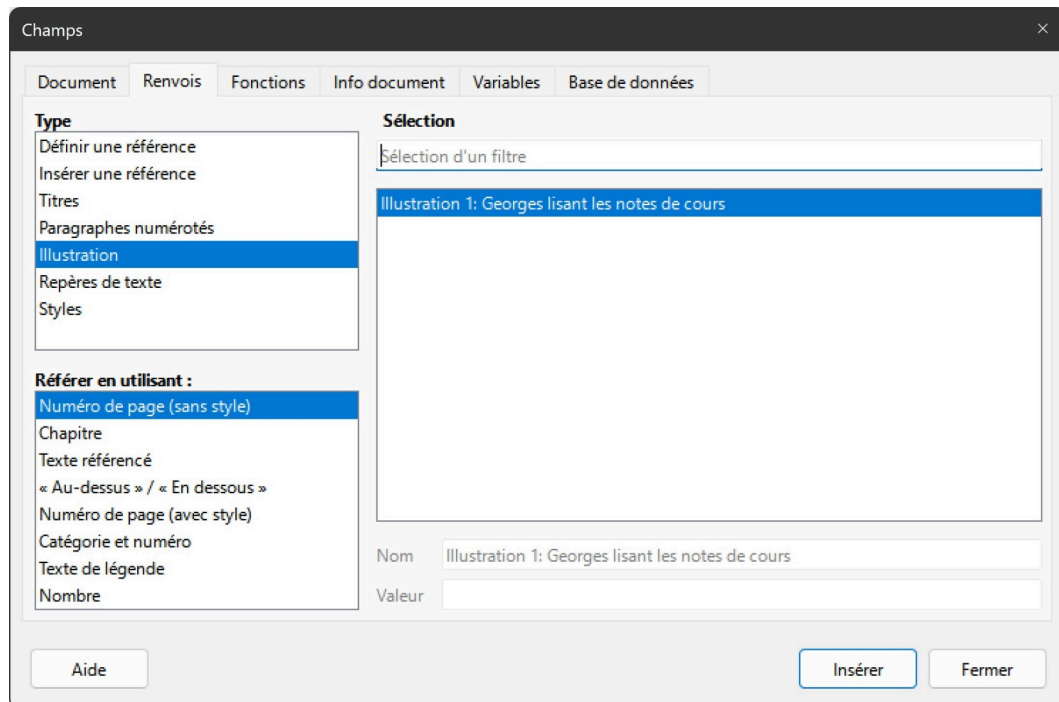 Champs
Document Renvois Fonctions Info document Variables Base de données
Type
Définir une référence
Insérer une référence
Titres
Paragraphes numérotés
Illustration
Repères de texte
Styles
Référer en utilisant :
Numéro de page (sans style)
Chapitre
Texte référencé
« Au-dessus » / « En dessous »
Numéro de page (avec style)
Catégorie et numéro
Texte de légende
Nombre
Sélection
Sélection d'un filtre
Illustration 1: Georges lisant les notes de cours
Nom Illustration 1: Georges lisant les notes de cours
Valeur
Aide Insérer Fermer